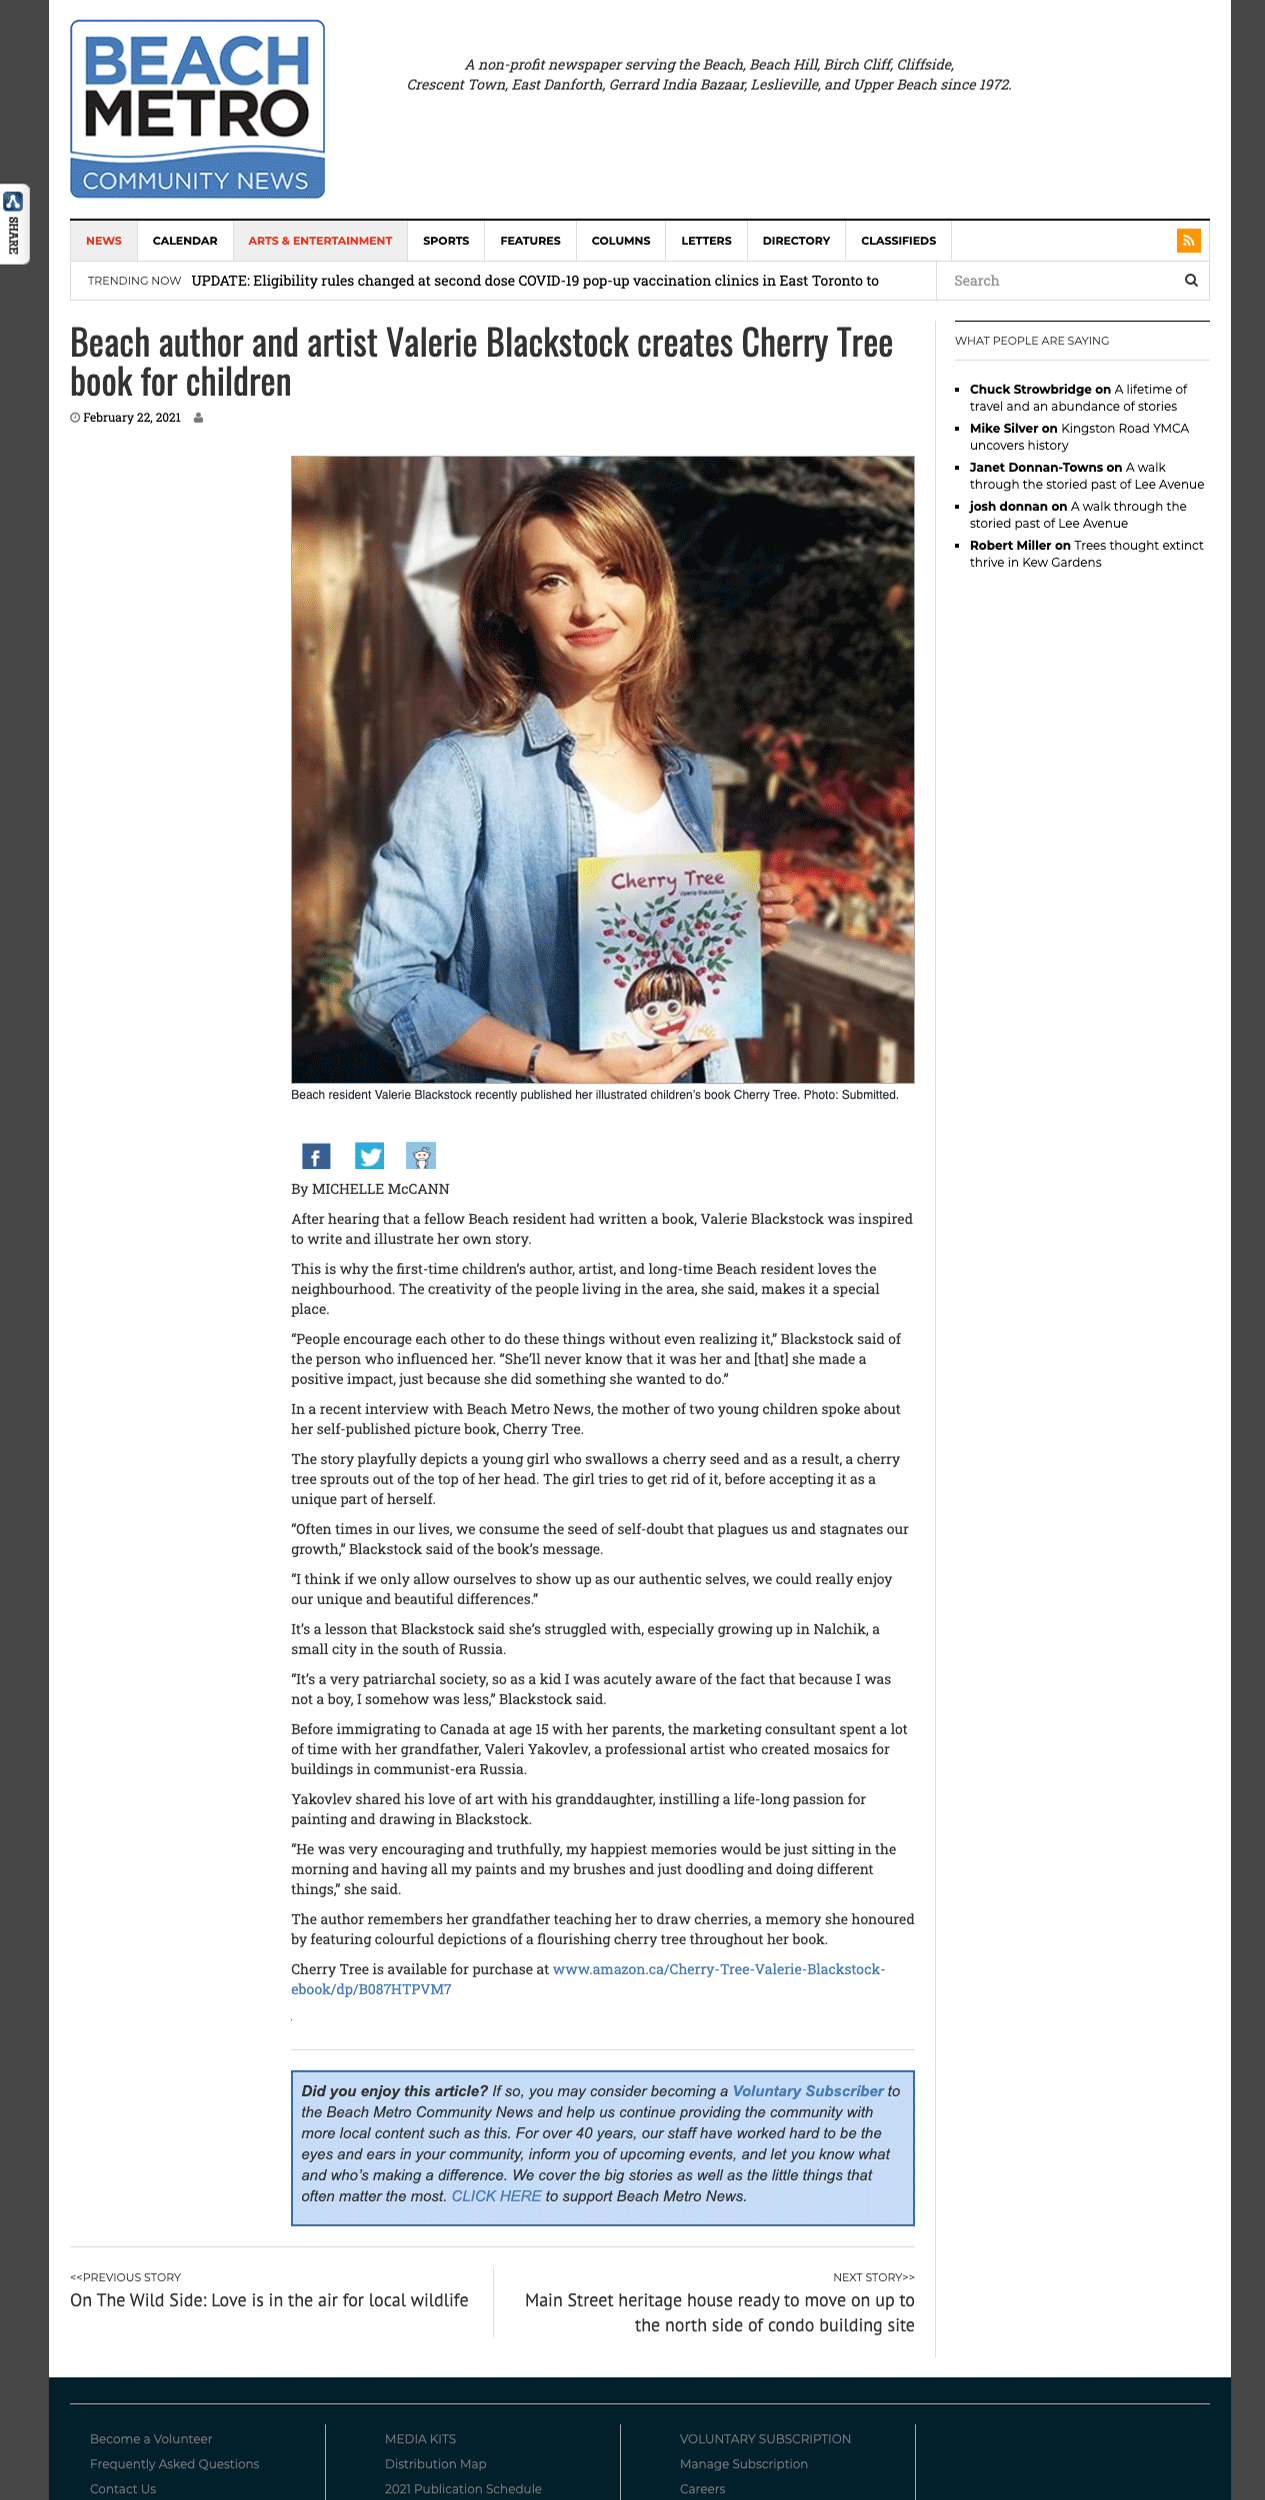 BEACH
METRO
COMMUNITY NEWS
A non-profit newspaper serving the Beach, Beach Hill, Birch Cliff, Cliffside,
Crescent Town, East Danforth, Gerrard India Bazaar, Leslieville, and Upper Beach since 1972.
SHARE
NEWS CALENDAR ARTS & ENTERTAINMENT SPORTS FEATURES COLUMNS LETTERS DIRECTORY CLASSIFIEDS
TRENDING NOW UPDATE: Eligibility rules changed at second dose COVID-19 pop-up vaccination clinics in East Toronto to
Search
Beach author and artist Valerie Blackstock creates Cherry Tree
book for children
February 22, 2021
Cherry Tree
Valerie Blackstock
Beach resident Valerie Blackstock recently published her illustrated children's book Cherry Tree. Photo: Submitted.
By MICHELLE McCANN
After hearing that a fellow Beach resident had written a book, Valerie Blackstock was inspired
to write and illustrate her own story.
This is why the first-time children's author, artist, and long-time Beach resident loves the
neighbourhood. The creativity of the people living in the area, she said, makes it a special
place.
“People encourage each other to do these things without even realizing it,” Blackstock said of
the person who influenced her. “She'll never know that it was her and [that] she made a
positive impact, just because she did something she wanted to do.”
In a recent interview with Beach Metro News, the mother of two young children spoke about
her self-published picture book, Cherry Tree.
The story playfully depicts a young girl who swallows a cherry seed and as a result, a cherry
tree sprouts out of the top of her head. The girl tries to get rid of it, before accepting it as a
unique part of herself.
“Often times in our lives, we consume the seed of self-doubt that plagues us and stagnates our
growth,” Blackstock said of the book's message.
“I think if we only allow ourselves to show up as our authentic selves, we could really enjoy
our unique and beautiful differences.”
It's a lesson that Blackstock said she's struggled with, especially growing up in Nalchik, a
small city in the south of Russia.
“It's a very patriarchal society, so as a kid I was acutely aware of the fact that because I was
not a boy, I somehow was less,” Blackstock said.
Before immigrating to Canada at age 15 with her parents, the marketing consultant spent a lot
of time with her grandfather, Valeri Yakovlev, a professional artist who created mosaics for
buildings in communist-era Russia.
Yakovlev shared his love of art with his granddaughter, instilling a life-long passion for
painting and drawing in Blackstock.
“He was very encouraging and truthfully, my happiest memories would be just sitting in the
morning and having all my paints and my brushes and just doodling and doing different
things,” she said.
The author remembers her grandfather teaching her to draw cherries, a memory she honoured
by featuring colourful depictions of a flourishing cherry tree throughout her book.
Cherry Tree is available for purchase at www.amazon.ca/Cherry-Tree-Valerie-Blackstock-
ebook/dp/B087HTPVM7
.
Did you enjoy this article? If so, you may consider becoming a Voluntary Subscriber to
the Beach Metro Community News and help us continue providing the community with
more local content such as this. For over 40 years, our staff have worked hard to be the
eyes and ears in your community, inform you of upcoming events, and let you know what
and who's making a difference. We cover the big stories as well as the little things that
often matter the most. CLICK HERE to support Beach Metro News.
<<PREVIOUS STORY
On The Wild Side: Love is in the air for local wildlife
NEXT STORY>>
Main Street heritage house ready to move on up to
the north side of condo building site
WHAT PEOPLE ARE SAYING
Chuck Strowbridge on A lifetime of
travel and an abundance of stories
Mike Silver on Kingston Road YMCA
uncovers history
Janet Donnan-Towns on A walk
through the storied past of Lee Avenue
josh donnan on A walk through the
storied past of Lee Avenue
Robert Miller on Trees thought extinct
thrive in Kew Gardens
Become a Volunteer
Frequently Asked Questions
Contact Us
MEDIA KITS
Distribution Map
2021 Publication Schedule
VOLUNTARY SUBSCRIPTION
Manage Subscription
Careers